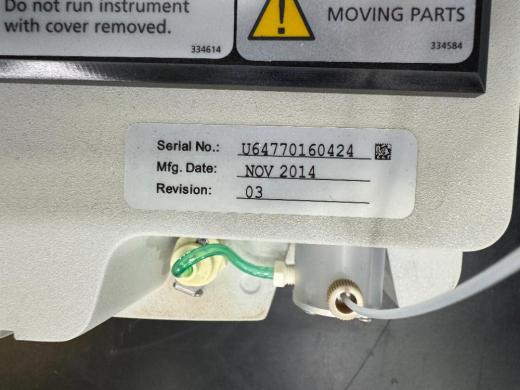 Do not run instrument
with cover removed.
334614
MOVING PARTS
334584
Serial No.: U64770160424
Mfg. Date: NOV 2014
Revision: 03